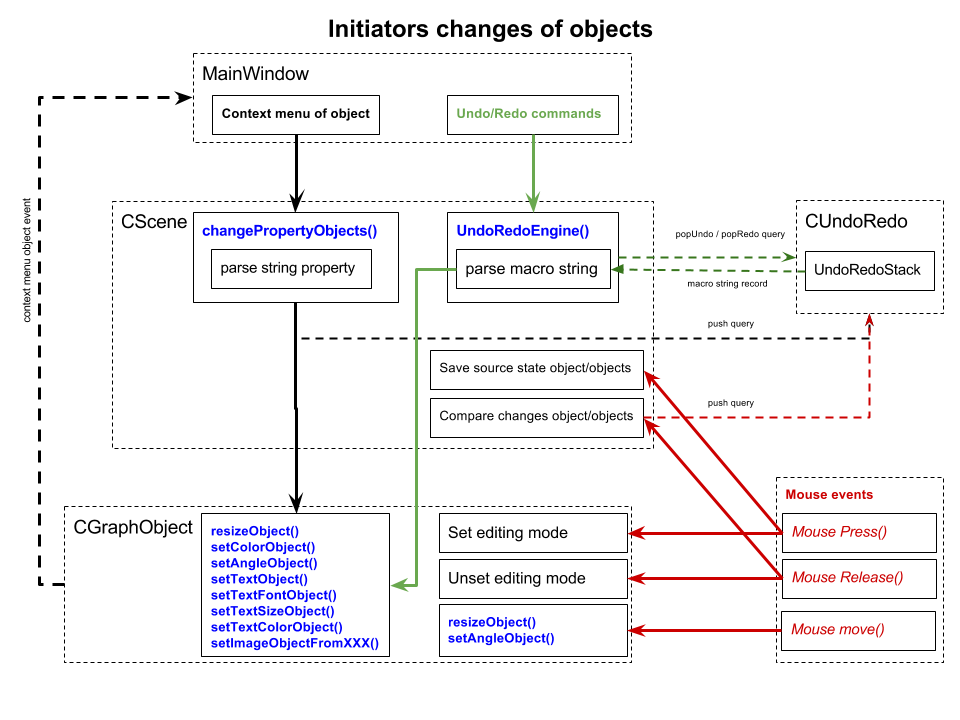 Initiators changes of objects
MainWindow
Context menu of object
Undo/Redo commands
context menu object event
CScene
changePropertyObjects()
parse string property
UndoRedoEngine()
parse macro string
popUndo / popRedo query
macro string record
CUndoRedo
UndoRedoStack
push query
Save source state object/objects
Compare changes object/objects
push query
CGraphObject
resizeObject()
setColorObject()
setAngleObject()
setTextObject()
setTextFontObject()
setTextSizeObject()
setTextColorObject()
setImageObjectFromXXX()
Set editing mode
Unset editing mode
resizeObject()
setAngleObject()
Mouse events
Mouse Press()
Mouse Release()
Mouse move()